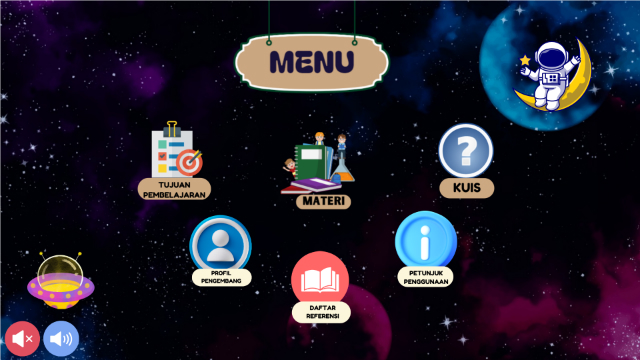 MENU
TUJUAN
PEMBELAJARAN
MATERI
KUIS
PROFIL
PENGEMBANG
DAFTAR
REFERENSI
PETUNJUK
PENGGUNAAN